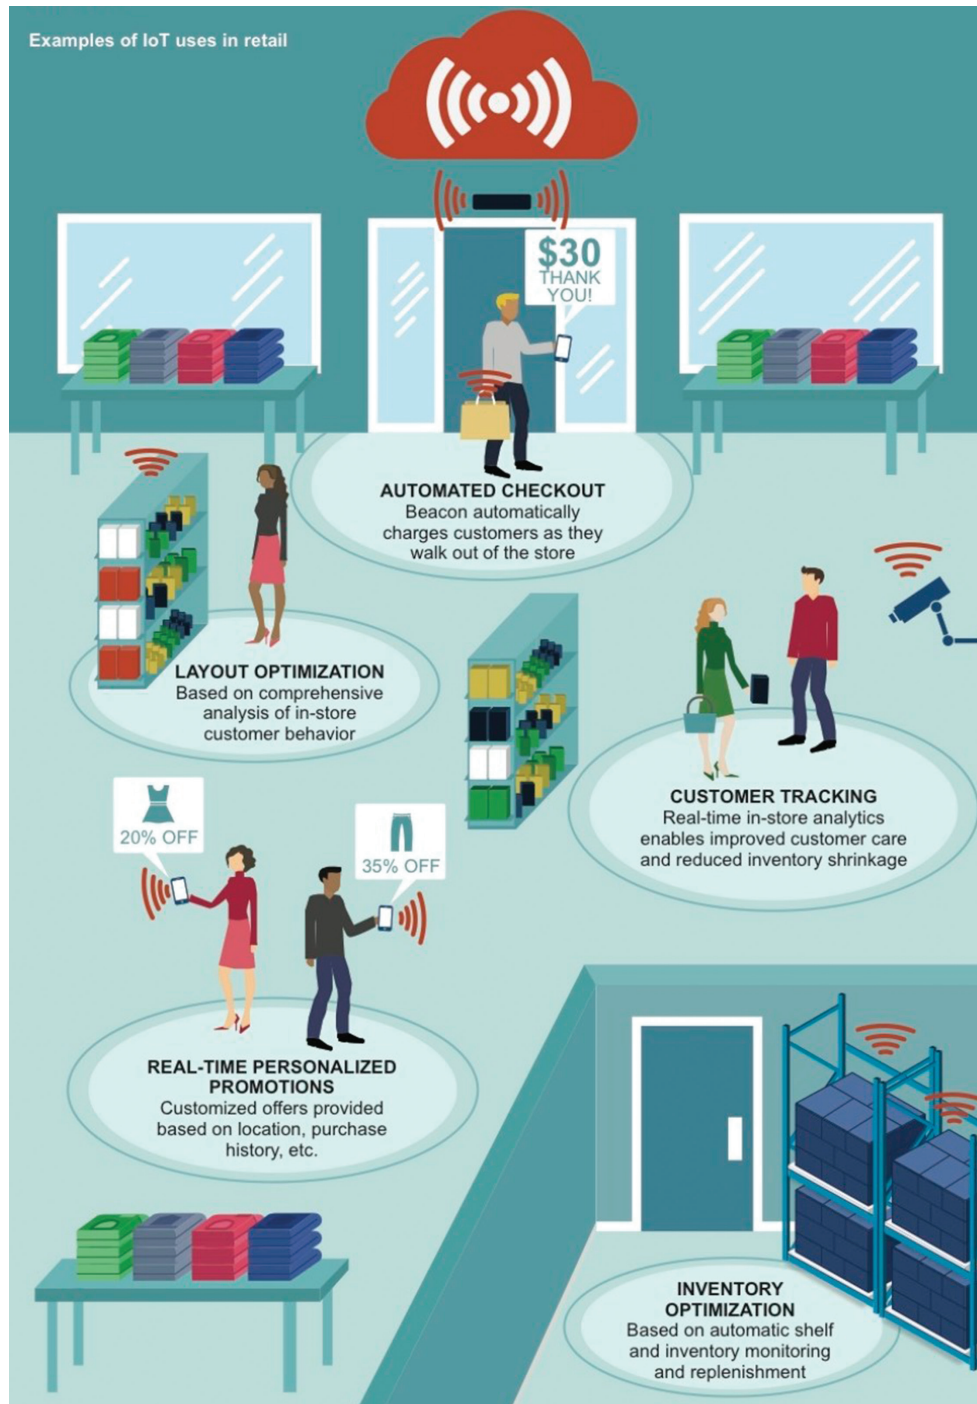 Examples of IoT uses in retail
$30
THANK
YOU!
AUTOMATED CHECKOUT
Beacon automatically
charges customers as they
walk out of the store
LAYOUT OPTIMIZATION
Based on comprehensive
analysis of in-store
customer behavior
CUSTOMER TRACKING
Real-time in-store analytics
enables improved customer care
and reduced inventory shrinkage
20% OFF
35% OFF
REAL-TIME PERSONALIZED
PROMOTIONS
Customized offers provided
based on location, purchase
history, etc.
INVENTORY
OPTIMIZATION
Based on automatic shelf
and inventory monitoring
and replenishment